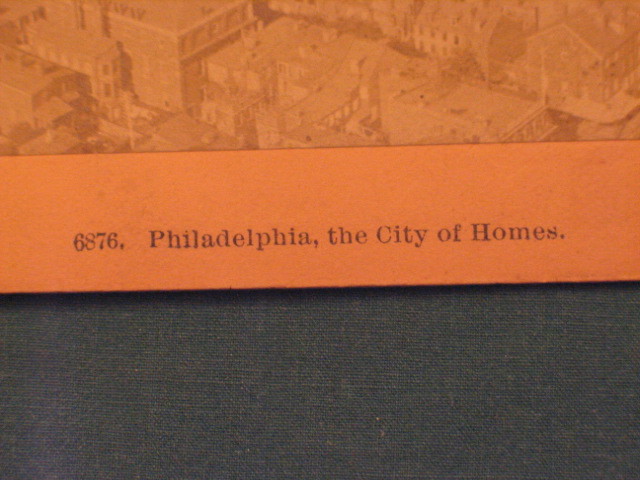 6876. Philadelphia, the City of Homes.